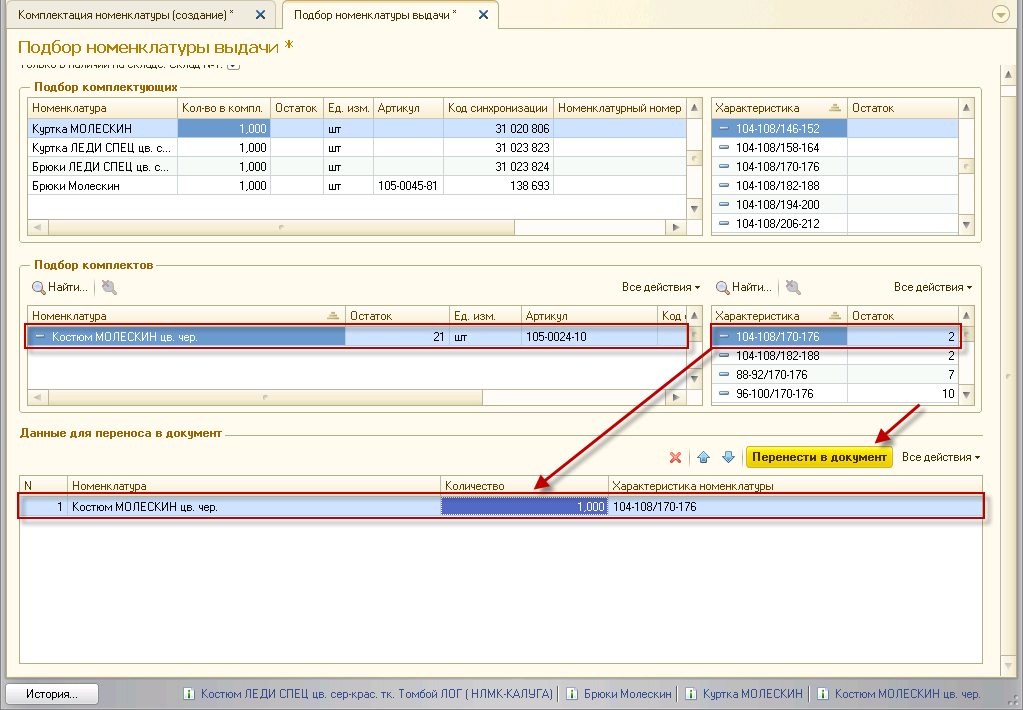 Комплектация номенклатуры (создание) *
Подбор номенклатуры выдачи *
Подбор номенклатуры выдачи *
Только в наличии на складе: Склад №1.
Подбор комплектующих
Номенклатура Кол-во в компл. Остаток Ед. изм. Артикул Код синхронизации Номенклатурный номер
Куртка МОЛЕСКИН 1,000 шт 31 020 806
Куртка ЛЕДИ СПЕЦ цв. с... 1,000 шт 31 023 823
Брюки ЛЕДИ СПЕЦ цв. с... 1,000 шт 31 023 824
Брюки Молескин 1,000 шт 105-0045-81 138 693
Характеристика Остаток
104-108/146-152
104-108/158-164
104-108/170-176
104-108/182-188
104-108/194-200
104-108/206-212
Подбор комплектов
Найти... Все действия
Номенклатура Остаток Ед. изм. Артикул Код
Костюм МОЛЕСКИН цв. чер. 21 шт 105-0024-10
Найти... Все действия
Характеристика Остаток
104-108/170-176 2
104-108/182-188 2
88-92/170-176 7
96-100/170-176 10
Данные для переноса в документ
Перенести в документ Все действия
N Номенклатура Количество Характеристика номенклатуры
1 Костюм МОЛЕСКИН цв. чер. 1,000 104-108/170-176
История... Костюм ЛЕДИ СПЕЦ цв. сер-крас. тк. Томбой ЛОГ ( НЛМК-КАЛУГА) Брюки Молескин Куртка МОЛЕСКИН Костюм МОЛЕСКИН цв. чер.